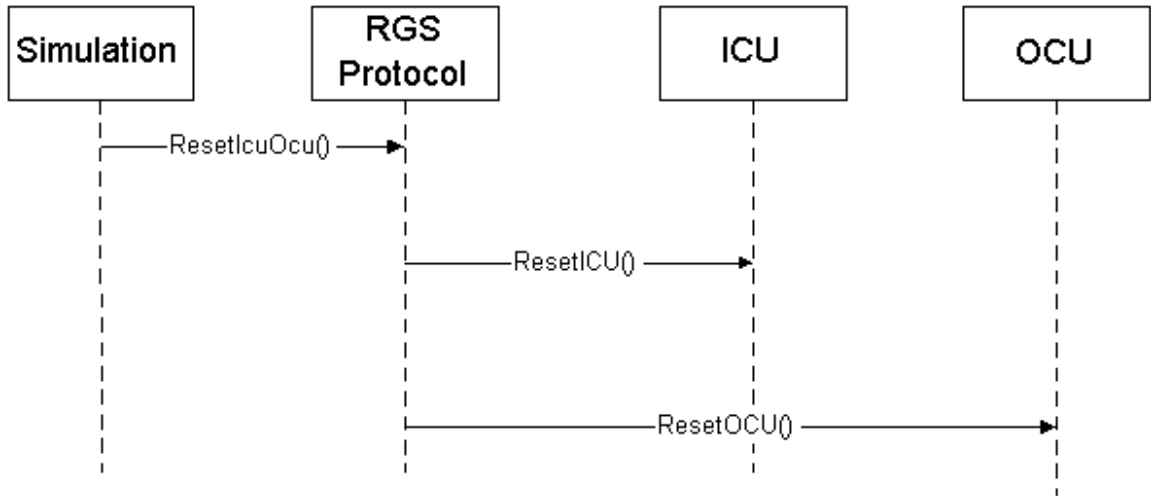 Simulation
RGS
Protocol
ICU
OCU
ResetIcuOcu()
ResetICU()
ResetOCU()